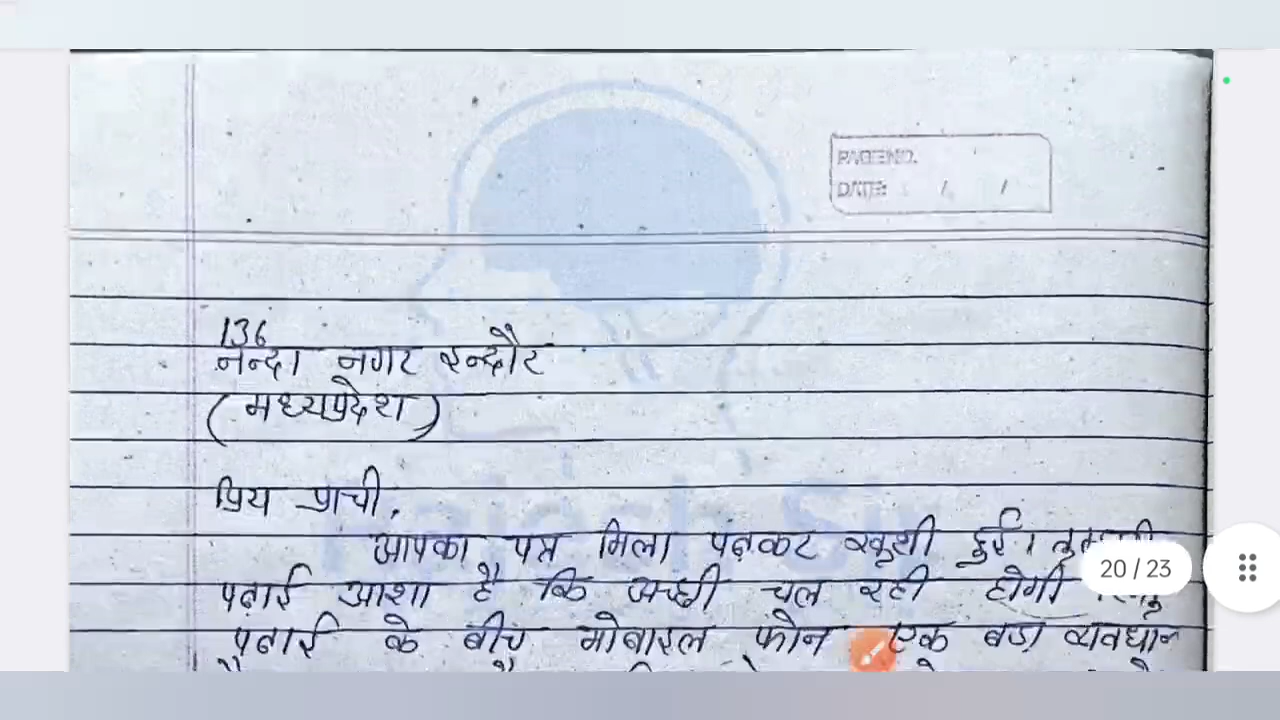 PAGE NO.
DATE: / /
136
नन्दा नगर इन्दौर
(मध्यप्रदेश)
प्रिय प्राची,
आपका पत्र मिला पढ़कर खुशी हुई।
पढ़ाई आशा है कि अच्छी चल रही होगी
पढ़ाई के बीच मोबाइल फोन एक बड़ा व्यवधान
20 / 23